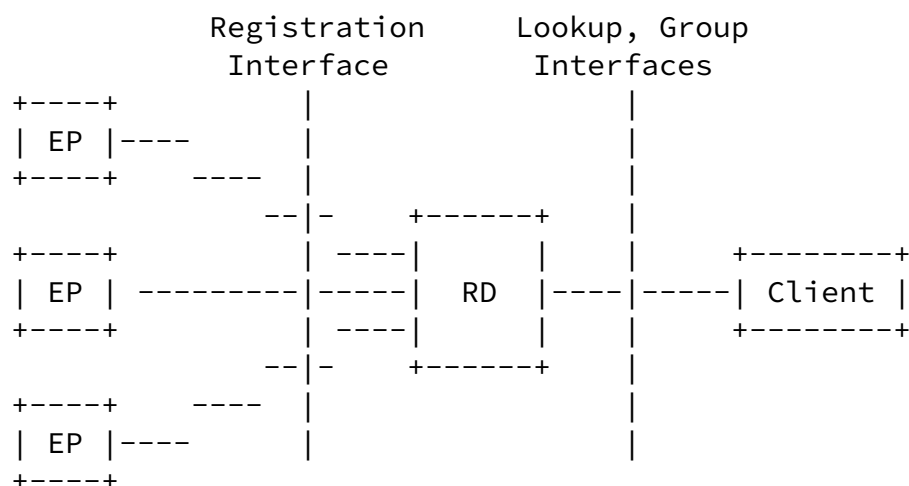 Registration Lookup, Group
Interface Interfaces
EP
EP RD Client
EP